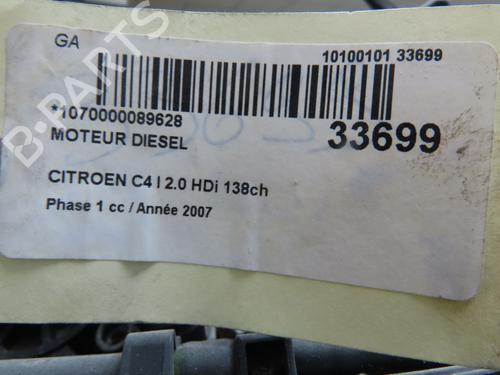 GA
10100101 33699
*1070000089628
MOTEUR DIESEL
33699
CITROEN C4 I 2.0 HDi 138ch
Phase 1 cc / Année 2007
B-PARTS